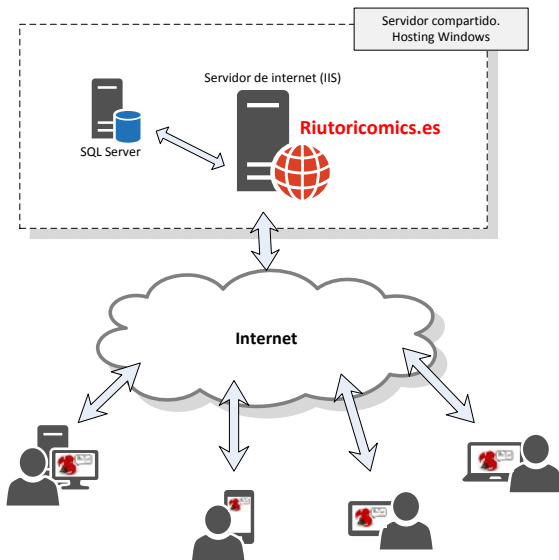 Servidor compartido.
Hosting Windows
Servidor de internet (IIS)
Riutoricomics.es
SQL Server
Internet